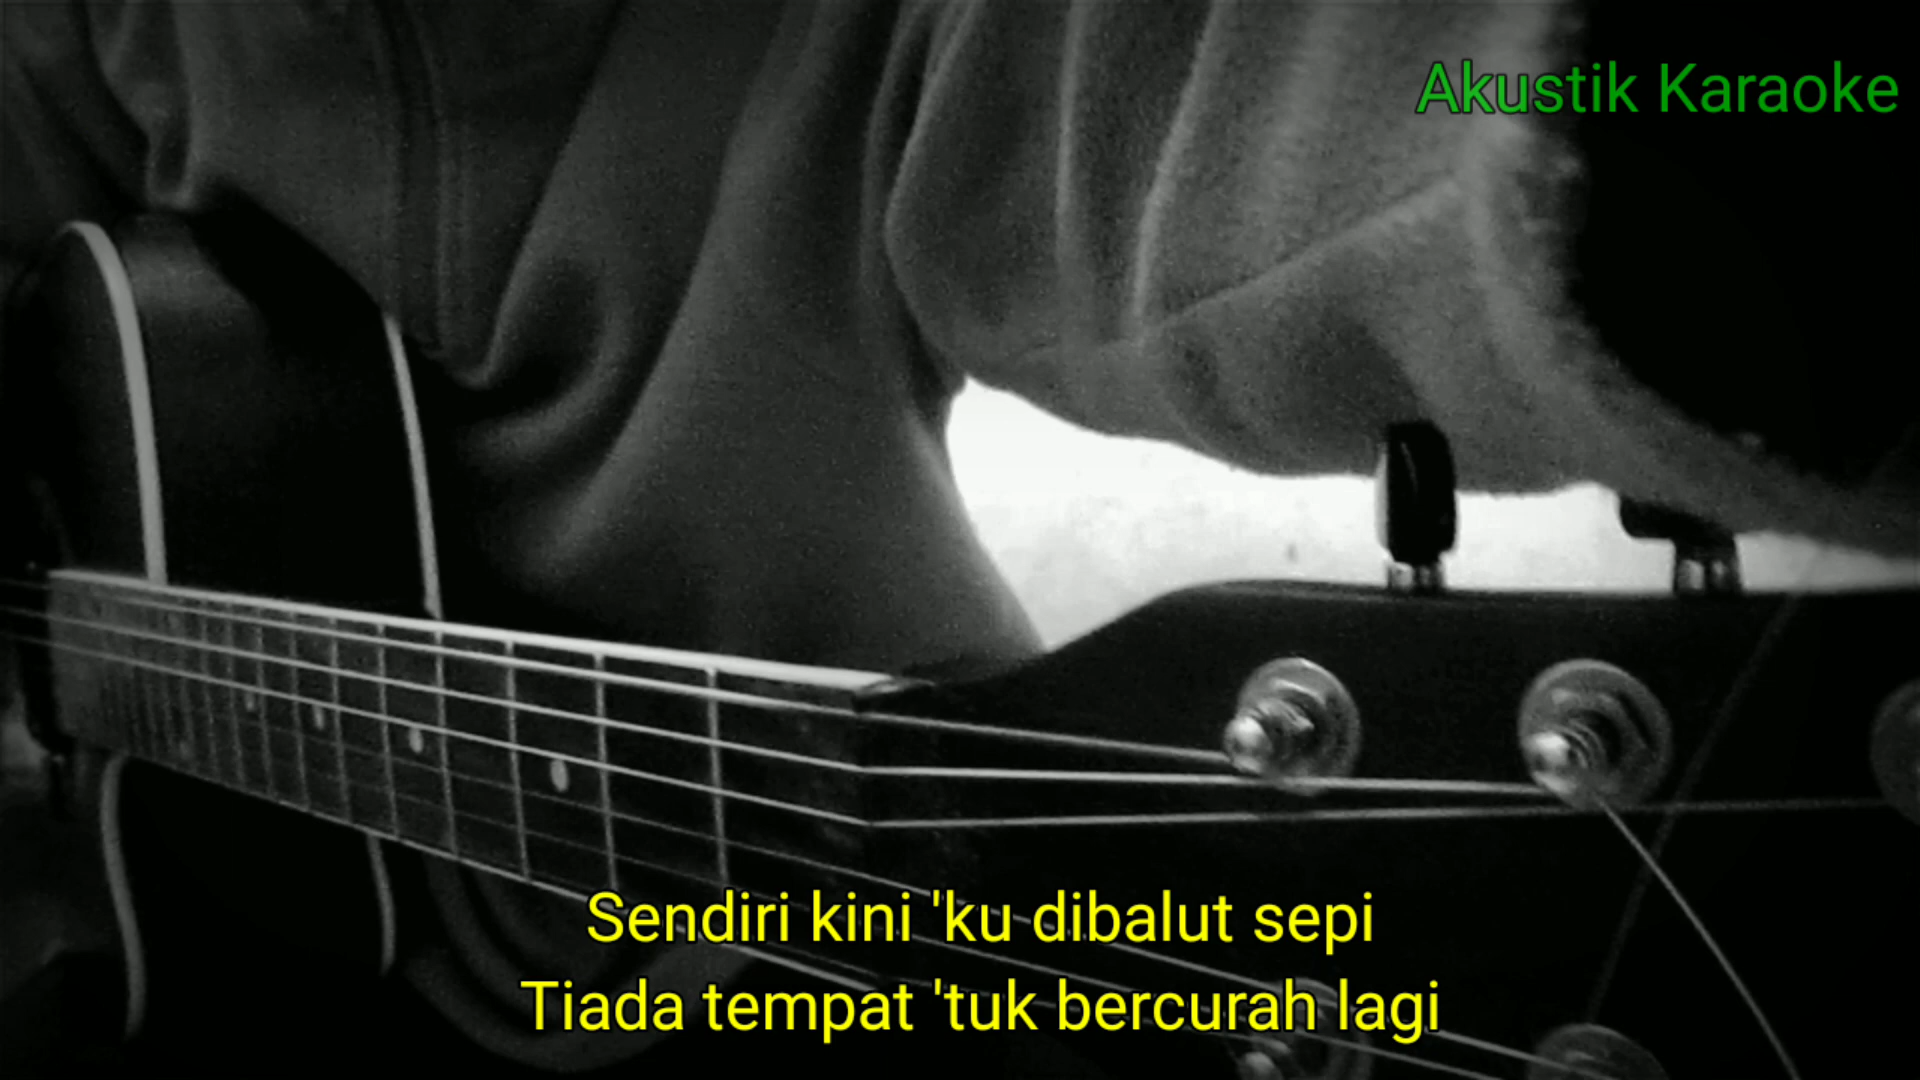 Akustik Karaoke
Sendiri kini 'ku dibalut sepi
Tiada tempat 'tuk bercurah lagi